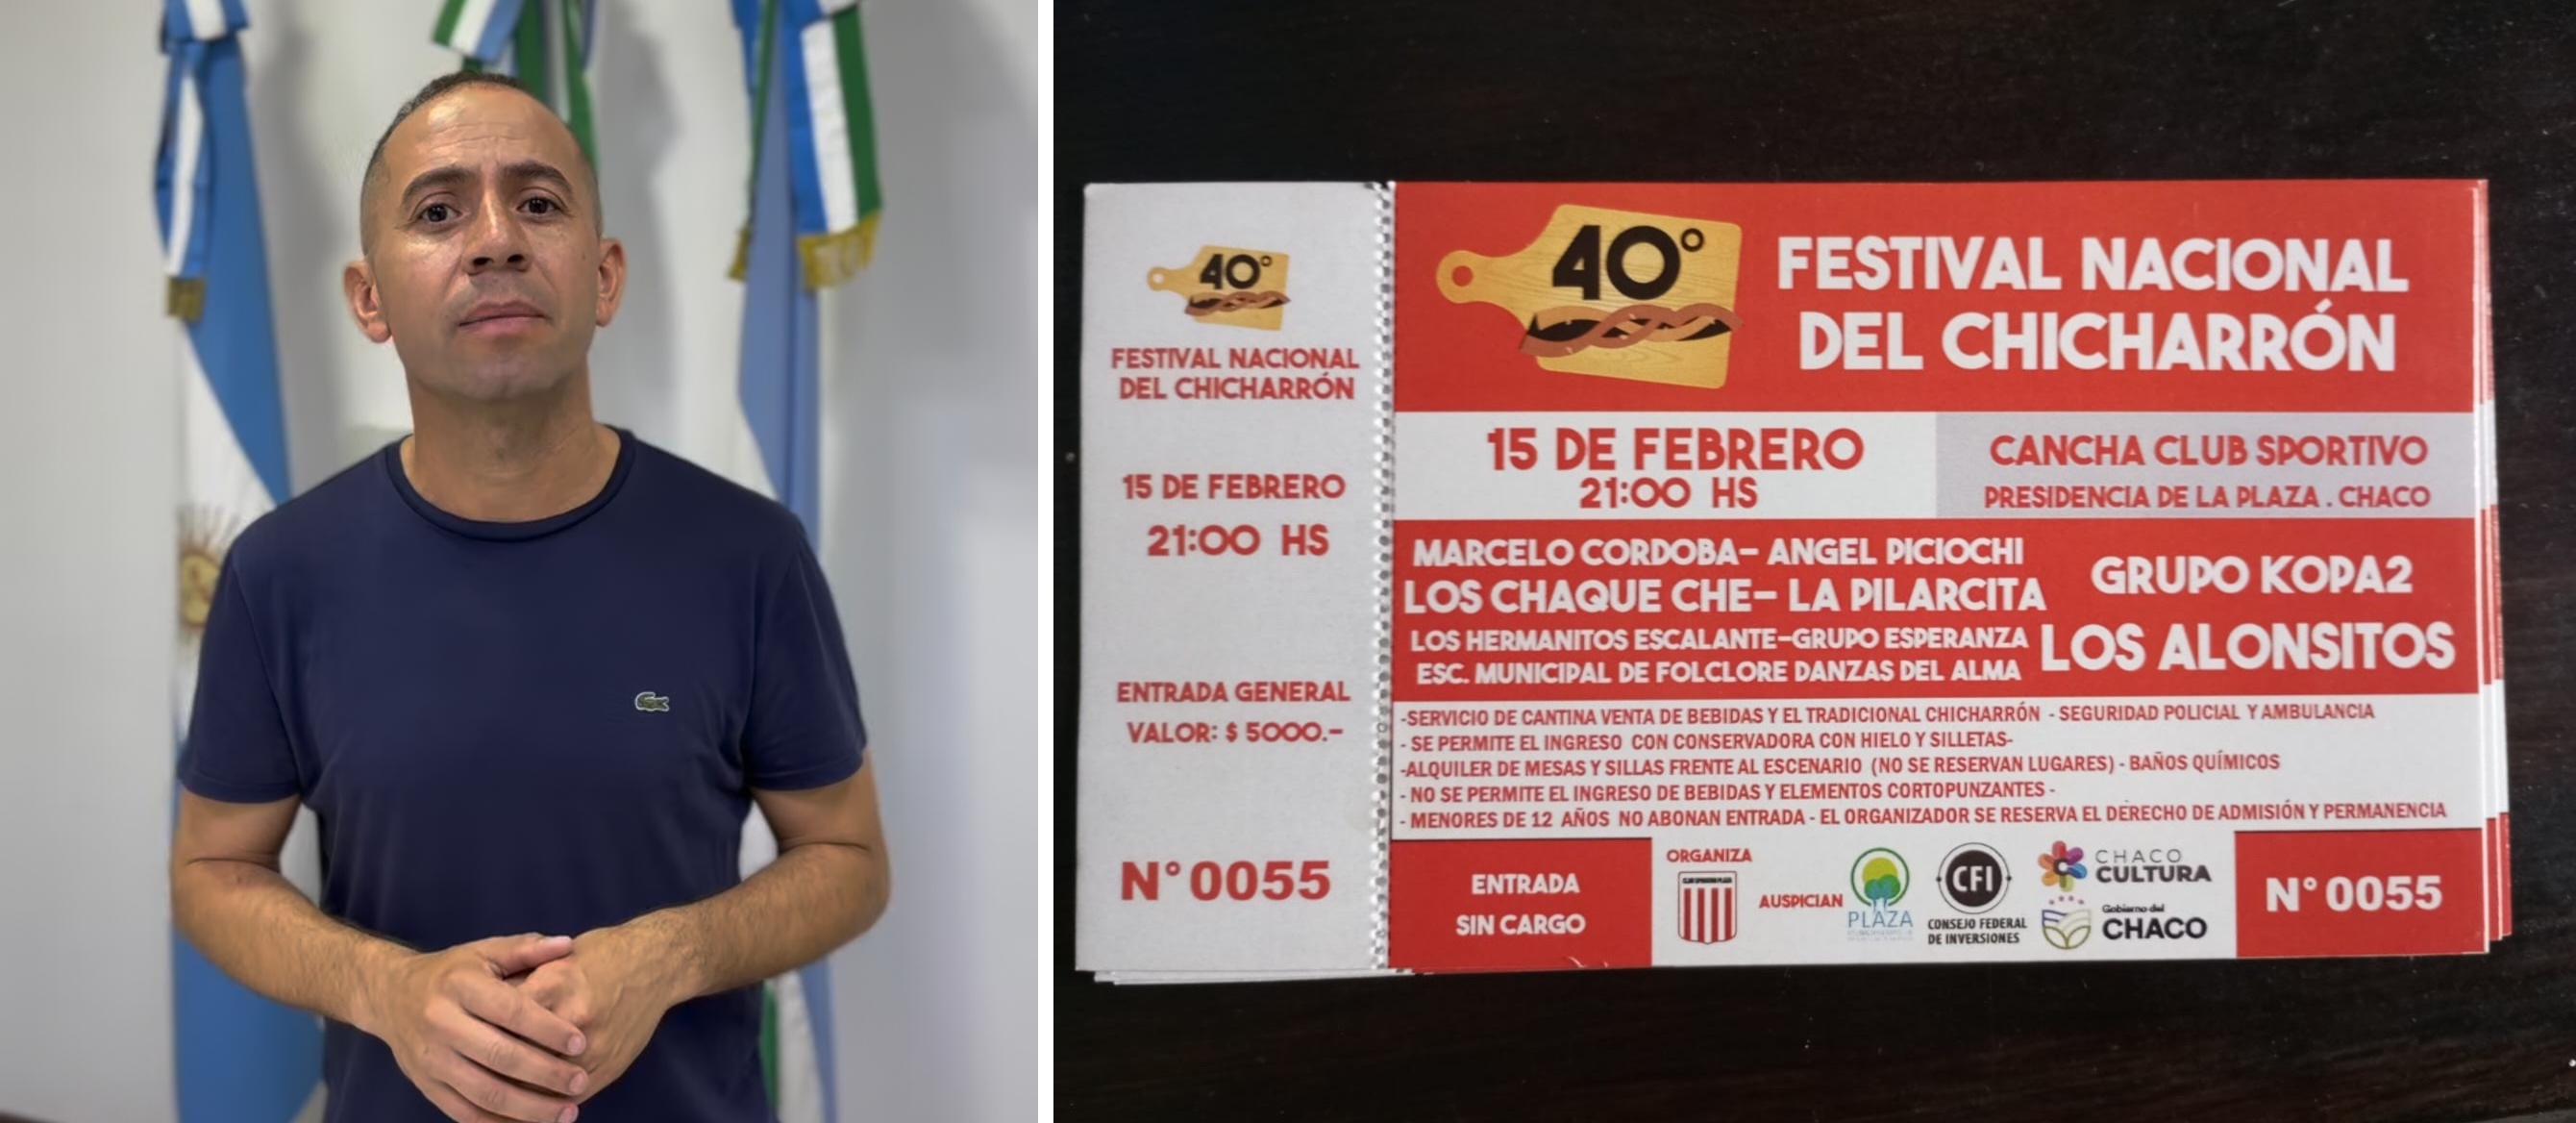 40°
FESTIVAL NACIONAL
DEL CHICHARRÓN
15 DE FEBRERO
21:00 HS
ENTRADA GENERAL
VALOR: $ 5000.-
N° 0055
40°
FESTIVAL NACIONAL
DEL CHICHARRÓN
15 DE FEBRERO
21:00 HS
CANCHA CLUB SPORTIVO
PRESIDENCIA DE LA PLAZA . CHACO
MARCELO CORDOBA- ANGEL PICIOCHI
LOS CHAQUE CHE- LA PILARCITA
LOS HERMANITOS ESCALANTE-GRUPO ESPERANZA
ESC. MUNICIPAL DE FOLCLORE DANZAS DEL ALMA
GRUPO KOPA2
LOS ALONSITOS
-SERVICIO DE CANTINA VENTA DE BEBIDAS Y EL TRADICIONAL CHICHARRÓN - SEGURIDAD POLICIAL Y AMBULANCIA
- SE PERMITE EL INGRESO CON CONSERVADORA CON HIELO Y SILLETAS-
-ALQUILER DE MESAS Y SILLAS FRENTE AL ESCENARIO (NO SE RESERVAN LUGARES) - BAÑOS QUÍMICOS
- NO SE PERMITE EL INGRESO DE BEBIDAS Y ELEMENTOS CORTOPUNZANTES -
- MENORES DE 12 AÑOS NO ABONAN ENTRADA - EL ORGANIZADOR SE RESERVA EL DERECHO DE ADMISIÓN Y PERMANENCIA
ENTRADA
SIN CARGO
ORGANIZA
AUSPICIAN
PLAZA
CFI
CONSEJO FEDERAL
DE INVERSIONES
CHACO
CULTURA
Gobierno del
CHACO
N° 0055